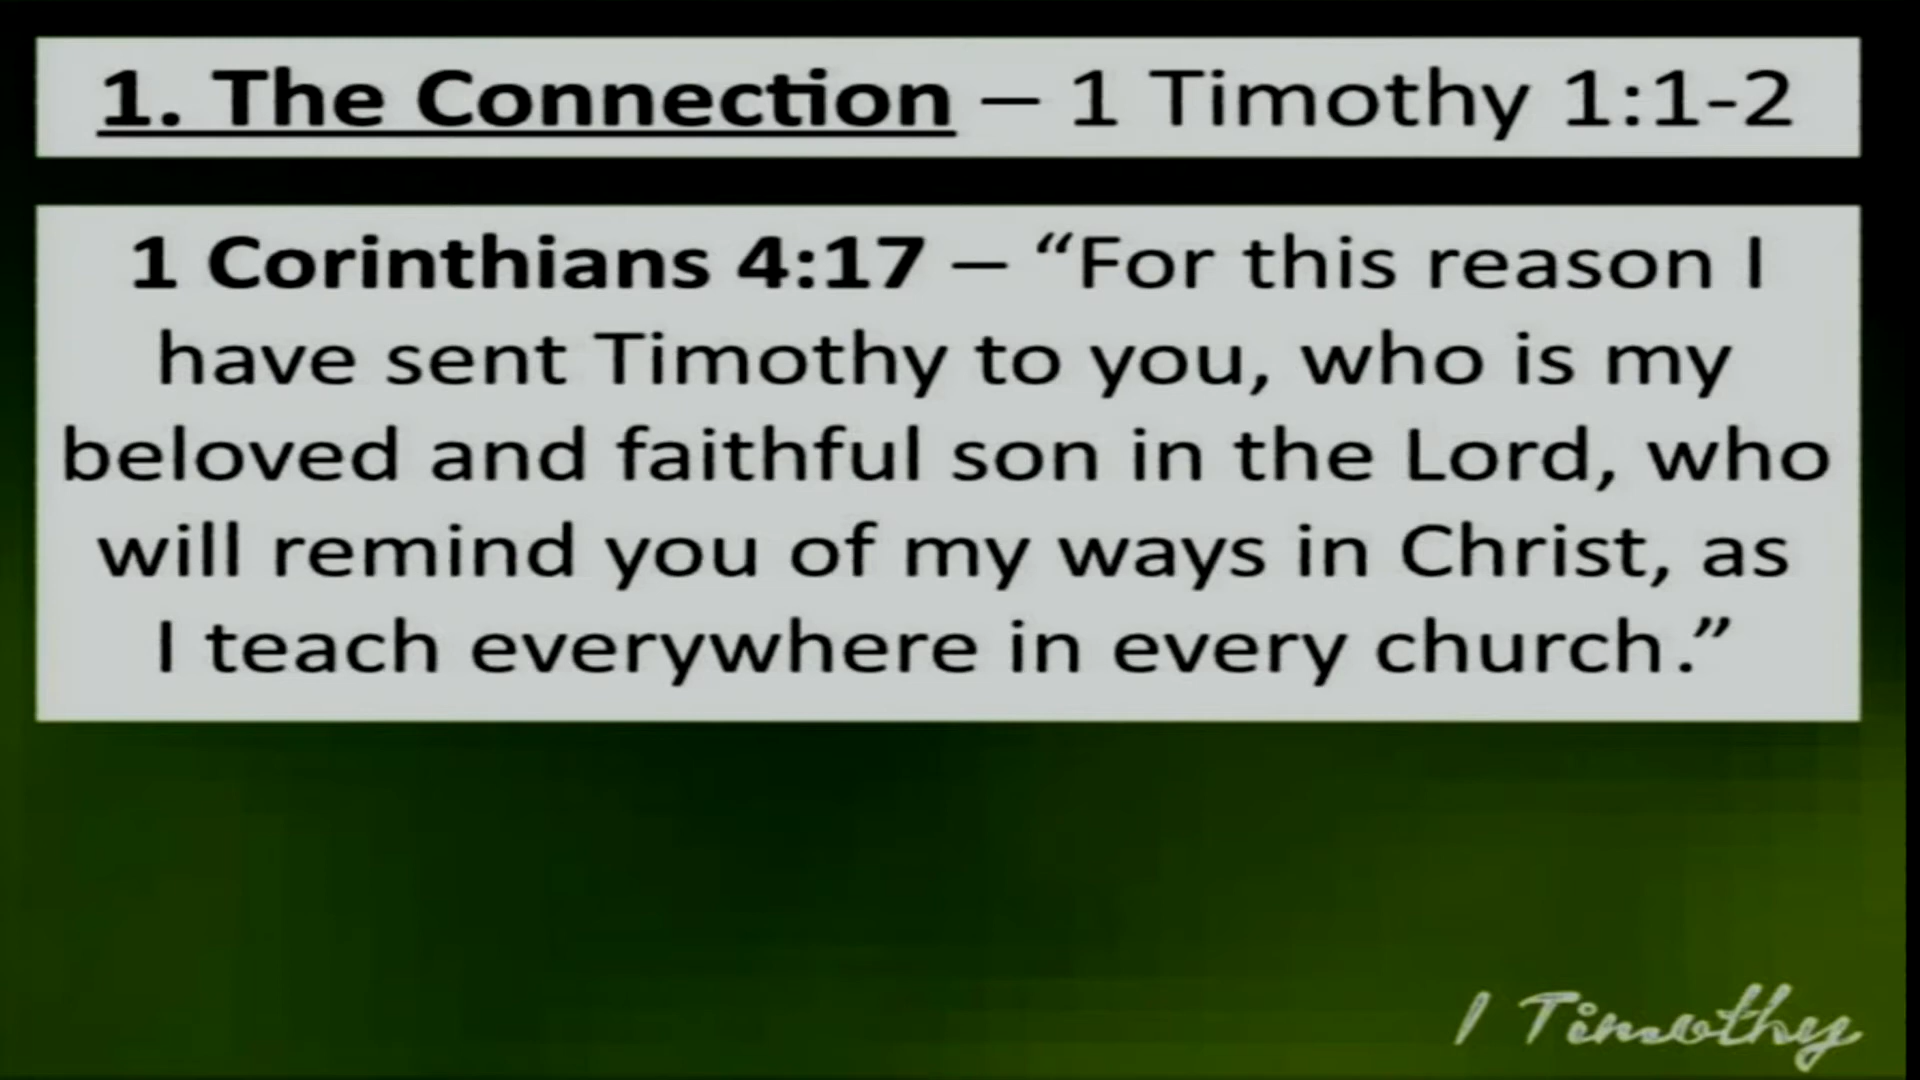 1. The Connection – 1 Timothy 1:1-2
1 Corinthians 4:17 – “For this reason I
have sent Timothy to you, who is my
beloved and faithful son in the Lord, who
will remind you of my ways in Christ, as
I teach everywhere in every church.”
1 Timothy